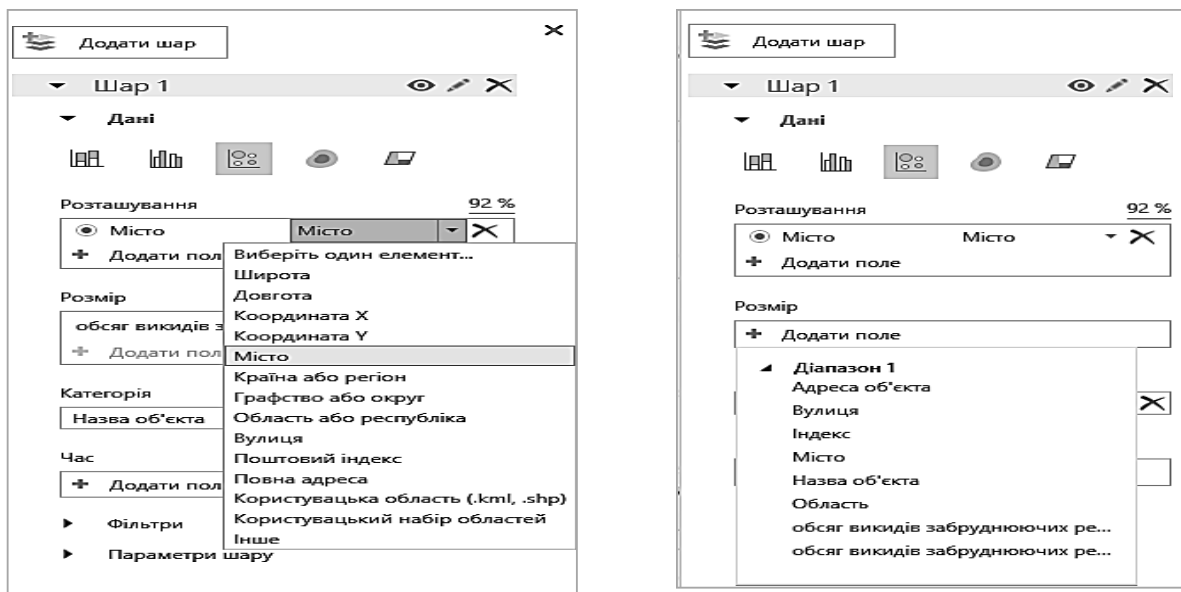 Додати шар
Шар 1
Дані
Розташування 92 %
Місто Місто
Додати пол
Виберіть один елемент...
Широта
Довгота
Координата X
Координата Y
Місто
Країна або регіон
Графство або округ
Область або республіка
Вулиця
Поштовий індекс
Повна адреса
Користувацька область (.kml, .shp)
Користувацький набір областей
Інше
Розмір
обсяг викидів з
Додати пол
Категорія
Назва об'єкта
Час
Додати пол
Фільтри
Параметри шару
Додати шар
Шар 1
Дані
Розташування 92 %
Місто Місто
Додати поле
Розмір
Додати поле
Діапазон 1
Адреса об'єкта
Вулиця
Індекс
Місто
Назва об'єкта
Область
обсяг викидів забруднюючих ре...
обсяг викидів забруднюючих ре...